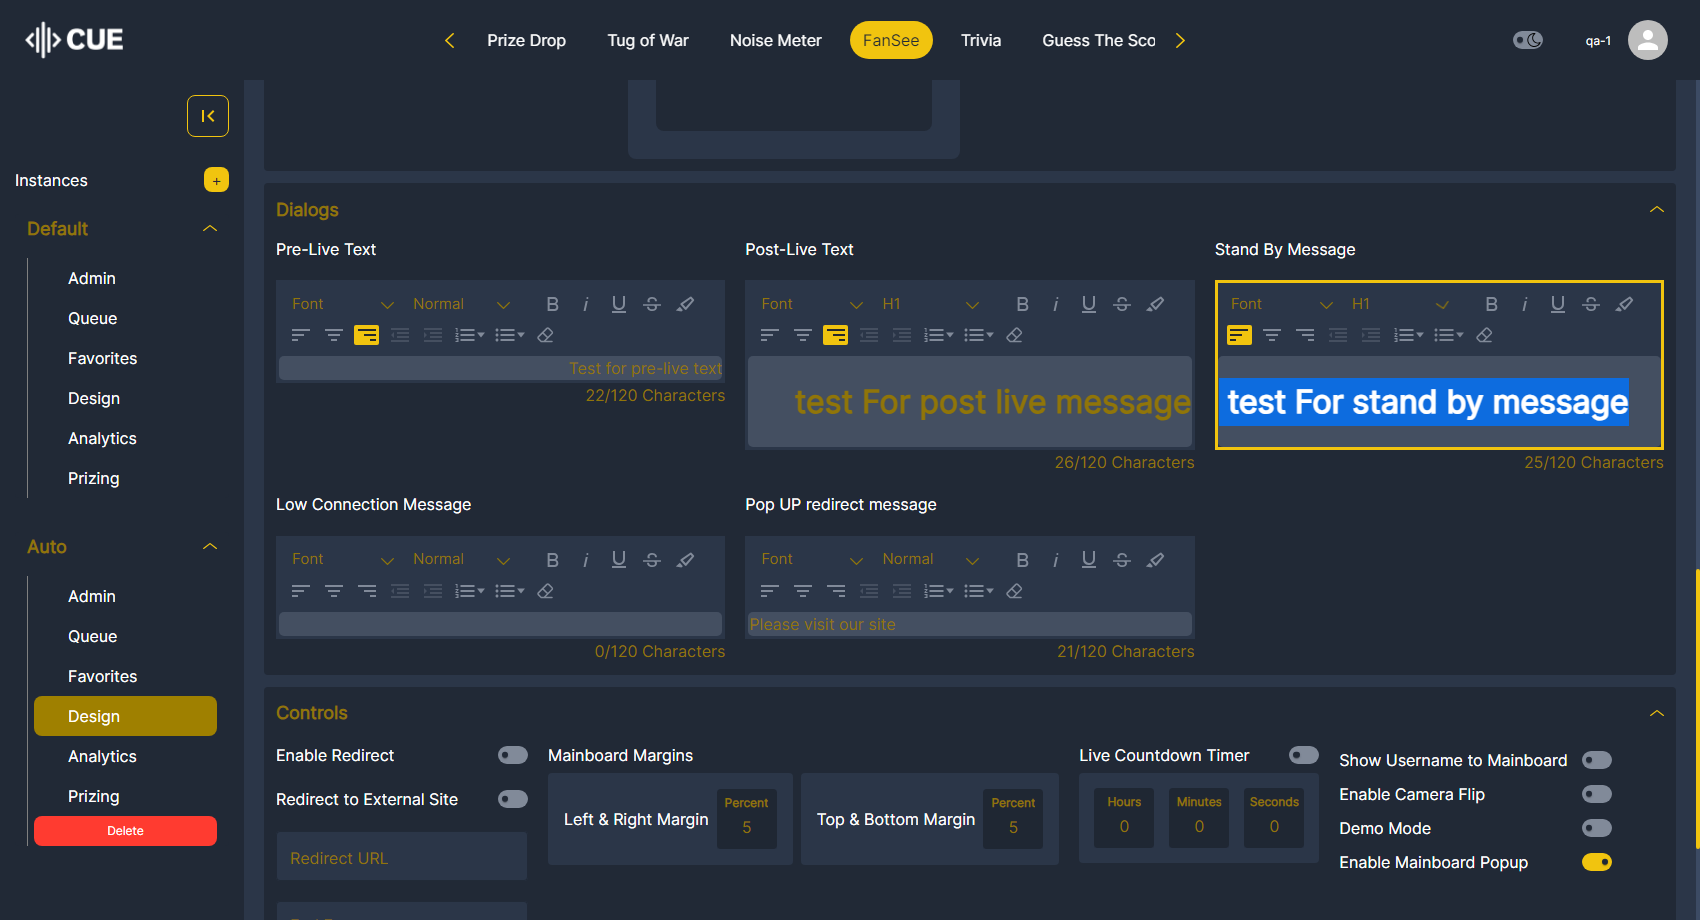 CUE
Prize Drop
Tug of War
Noise Meter
FanSee
Trivia
Guess The Sco
qa-1
Instances
+
Default
Admin
Queue
Favorites
Design
Analytics
Prizing
Auto
Admin
Queue
Favorites
Design
Analytics
Prizing
Delete
Dialogs
Pre-Live Text
Font
Normal
B i U S
Test for pre-live text
22/120 Characters
Post-Live Text
Font
H1
B i U S
test For post live message
26/120 Characters
Stand By Message
Font
H1
B i U S
test For stand by message
25/120 Characters
Low Connection Message
Font
Normal
B i U S
0/120 Characters
Pop UP redirect message
Font
Normal
B i U S
Please visit our site
21/120 Characters
Controls
Enable Redirect
Redirect to External Site
Redirect URL
Mainboard Margins
Left & Right Margin
Percent
5
Top & Bottom Margin
Percent
5
Live Countdown Timer
Hours
0
Minutes
0
Seconds
0
Show Username to Mainboard
Enable Camera Flip
Demo Mode
Enable Mainboard Popup